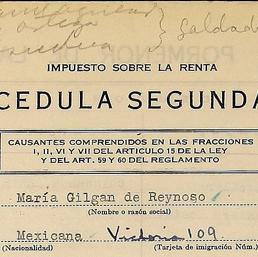 saldad
IMPUESTO SOBRE LA RENTA
CEDULA SEGUNDA
CAUSANTES COMPRENDIDOS EN LAS FRACCIONES
I, II, VI Y VII DEL ARTICULO 15 DE LA LEY
Y DEL ART. 59 Y 60 DEL REGLAMENTO
María Gilgan de Reynoso
(Nombre o razón social)
Mexicana Victoria 109
(Nacionalidad) (Tarjeta de imigración Núm.)